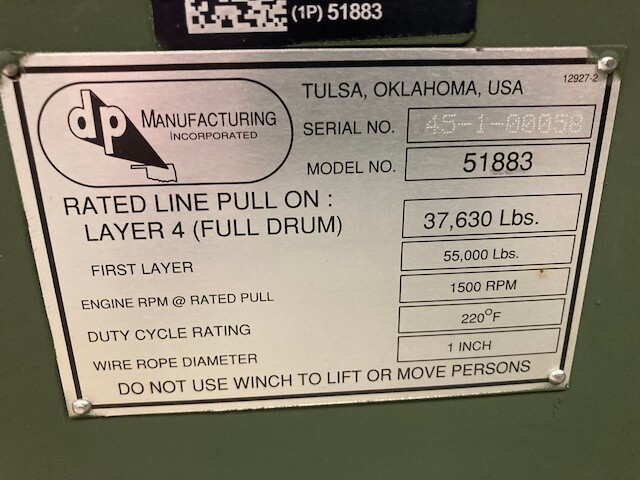 (1P) 51883
12927-2
dp MANUFACTURING
INCORPORATED
TULSA, OKLAHOMA, USA
SERIAL NO. 45-1-00058
MODEL NO. 51883
RATED LINE PULL ON :
LAYER 4 (FULL DRUM) 37,630 Lbs.
FIRST LAYER 55,000 Lbs.
ENGINE RPM @ RATED PULL 1500 RPM
DUTY CYCLE RATING 220°F
WIRE ROPE DIAMETER 1 INCH
DO NOT USE WINCH TO LIFT OR MOVE PERSONS